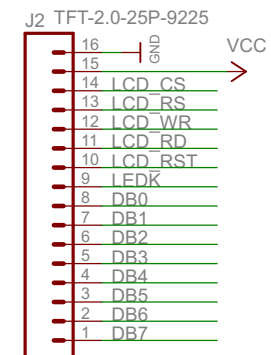 J2 TFT-2.0-25P-9225
16 GND
15 VCC
14 LCD_CS
13 LCD_RS
12 LCD_WR
11 LCD_RD
10 LCD_RST
9 LEDK
8 DB0
7 DB1
6 DB2
5 DB3
4 DB4
3 DB5
2 DB6
1 DB7